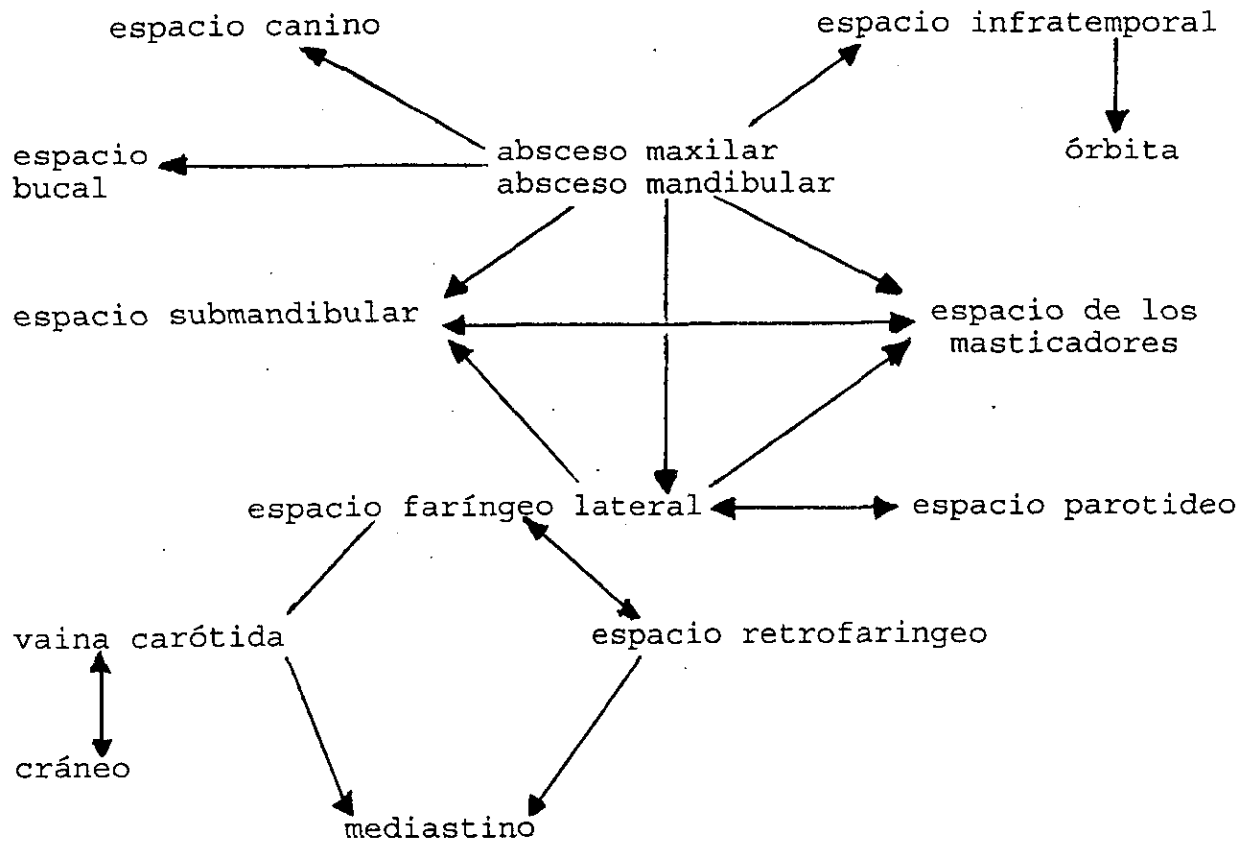 espacio canino
espacio infratemporal
espacio
bucal
absceso maxilar
absceso mandibular
órbita
espacio submandibular
espacio de los
masticadores
espacio faríngeo lateral
espacio parotideo
vaina carótida
espacio retrofaringeo
cráneo
mediastino